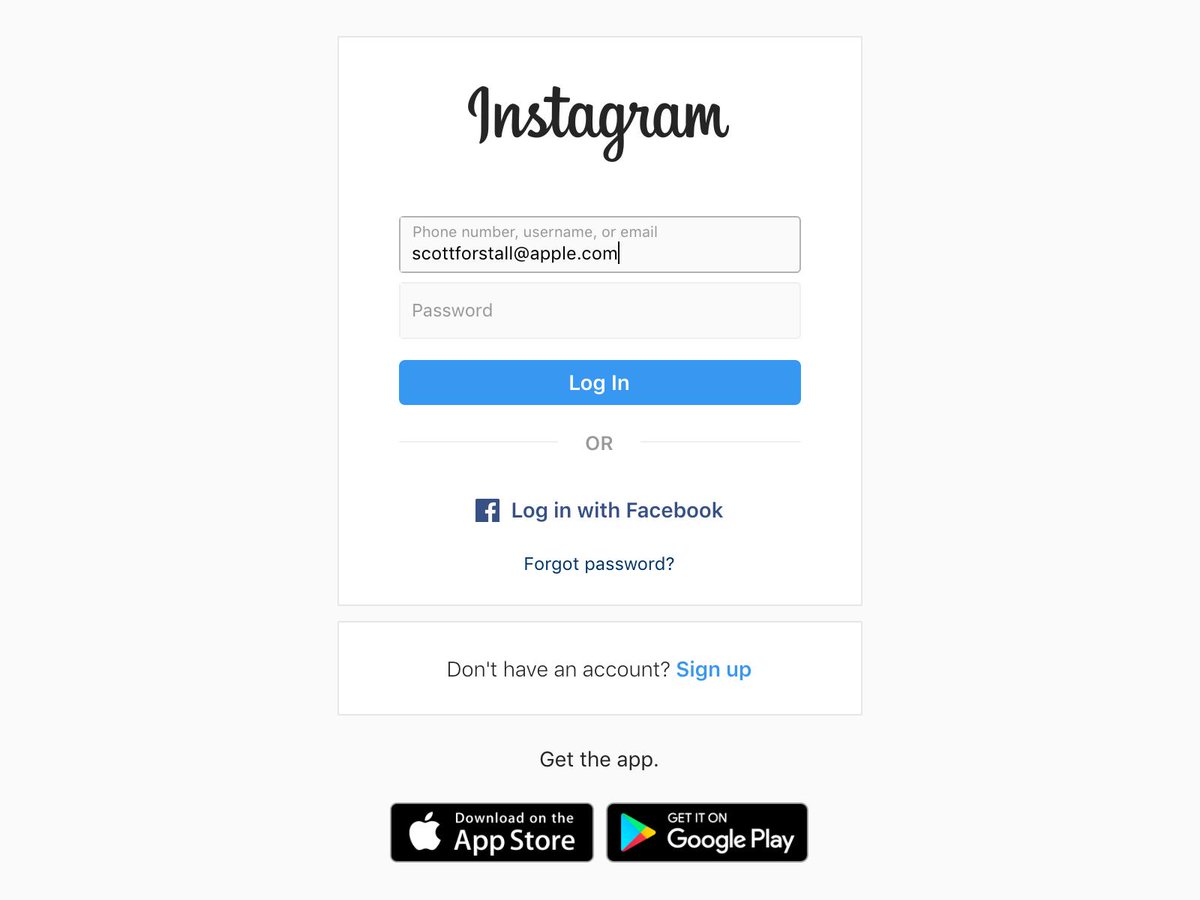 Instagram
Phone number, username, or email
scottforstall@apple.com
Password
Log In
OR
Log in with Facebook
Forgot password?
Don't have an account? Sign up
Get the app.
Download on the
App Store
GET IT ON
Google Play